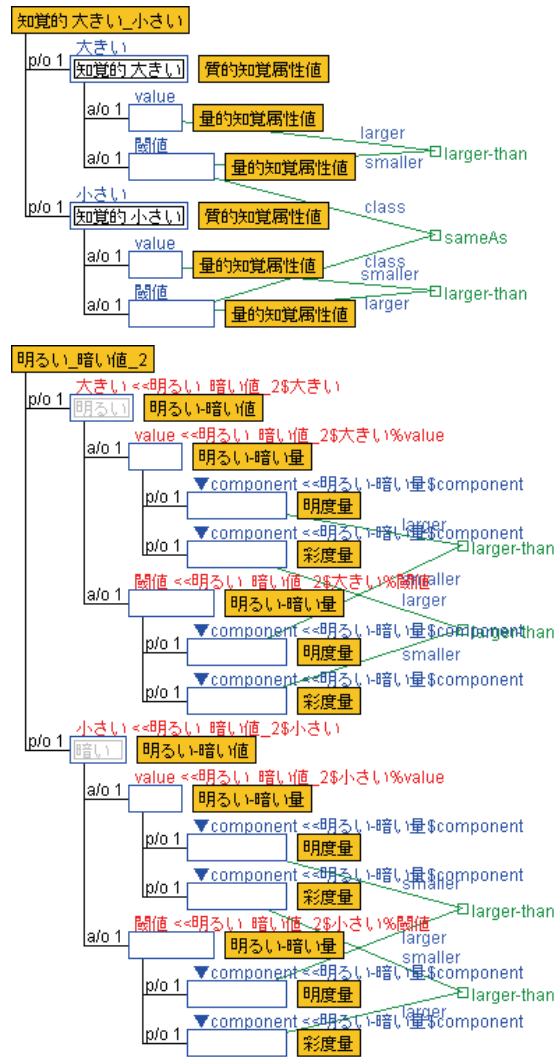 知覚的 大きい_小さい
大きい
p/o 1 知覚的 大きい 質的知覚属性値
value
a/o 1 量的知覚属性値
larger
閾値
larger-than
a/o 1 量的知覚属性値
smaller
小さい
p/o 1 知覚的 小さい 質的知覚属性値
class
sameAs
value
a/o 1 量的知覚属性値
class
smaller
閾値
larger-than
a/o 1 量的知覚属性値
larger
明るい_暗い値_2
大きい <<明るい_暗い値_2$大きい
p/o 1 明るい 明るい-暗い値
value <<明るい_暗い値_2$大きい%value
a/o 1 明るい-暗い量
▼component <<明るい-暗い量$component
p/o 1 明度量
larger
▼component <<明るい-暗い量$component
p/o 1 彩度量
larger-than
閾値 <<明るい_暗い値_2$大きい%閾値
smaller
a/o 1 明るい-暗い量
larger
▼component <<明るい-暗い量$component
larger-than
p/o 1 明度量
smaller
▼component <<明るい-暗い量$component
p/o 1 彩度量
小さい <<明るい_暗い値_2$小さい
p/o 1 暗い 明るい-暗い値
value <<明るい_暗い値_2$小さい%value
a/o 1 明るい-暗い量
▼component <<明るい-暗い量$component
p/o 1 明度量
▼component <<明るい-暗い量$component
smaller
p/o 1 彩度量
larger-than
閾値 <<明るい_暗い値_2$小さい%閾値
larger
a/o 1 明るい-暗い量
smaller
▼component <<明るい-暗い量$component
p/o 1 明度量
larger-than
larger
▼component <<明るい-暗い量$component
p/o 1 彩度量